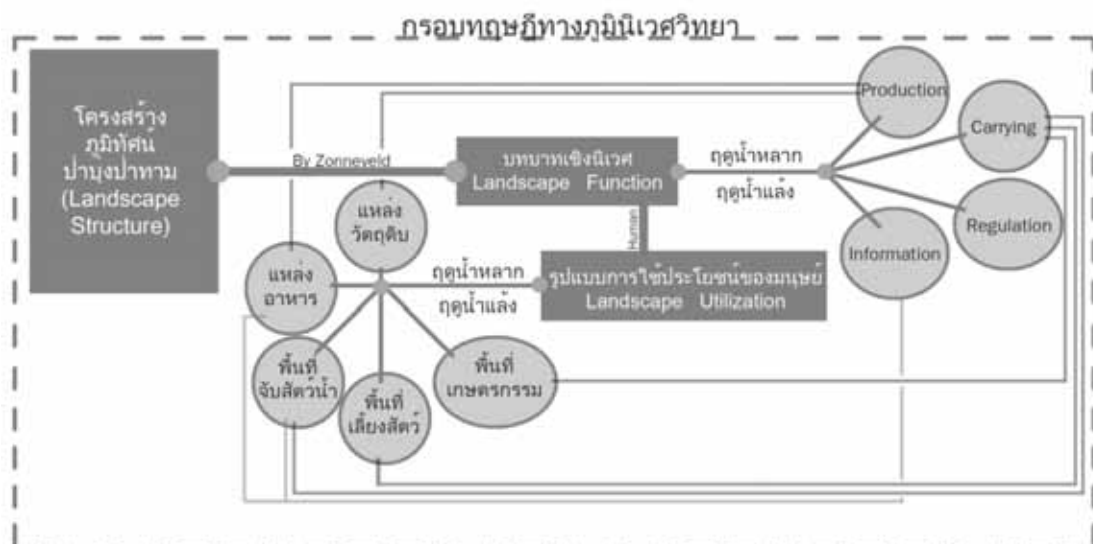 กรอบทฤษฎีทางภูมินิเวศวิทยา
โครงสร้าง
ภูมิทัศน์
ป่าบุ่งป่าทาม
(Landscape
Structure)
By Zonneveld
บทบาทเชิงนิเวศ
Landscape Function
ฤดูน้ำหลาก
ฤดูน้ำแล้ง
Production
Carrying
Regulation
Information
Human
รูปแบบการใช้ประโยชน์ของมนุษย์
Landscape Utilization
ฤดูน้ำหลาก
ฤดูน้ำแล้ง
แหล่ง
วัตถุดิบ
แหล่ง
อาหาร
พื้นที่
จับสัตว์น้ำ
พื้นที่
เลี้ยงสัตว์
พื้นที่
เกษตรกรรม